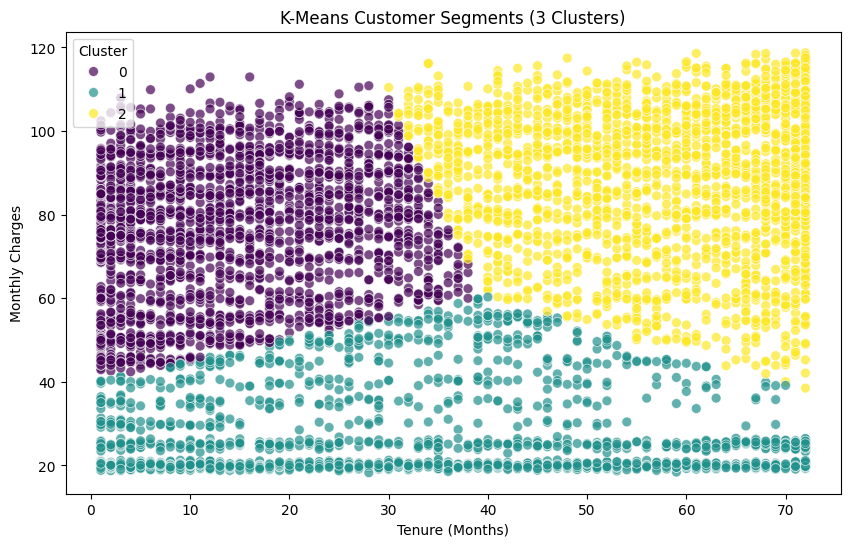 K-Means Customer Segments (3 Clusters)
Cluster
0
1
2
120
100
80
60
40
20
Monthly Charges
0 10 20 30 40 50 60 70
Tenure (Months)